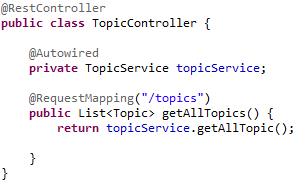 @RestController
public class TopicController {
@Autowired
private TopicService topicService;
@RequestMapping("/topics")
public List<Topic> getAllTopics() {
return topicService.getAllTopic();
}
}